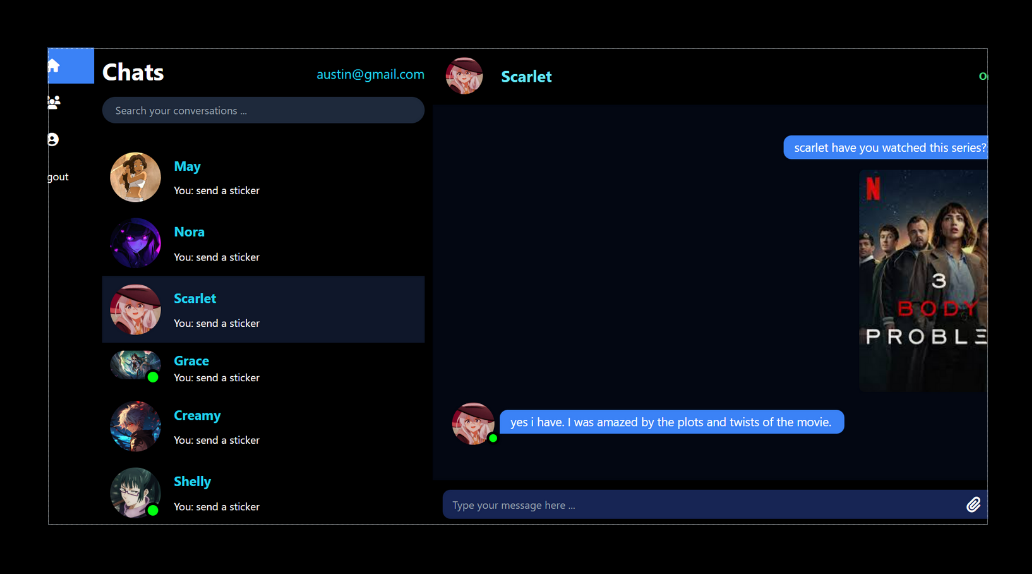 Chats
austin@gmail.com
Search your conversations ...
gout
May
You: send a sticker
Nora
You: send a sticker
Scarlet
You: send a sticker
Grace
You: send a sticker
Creamy
You: send a sticker
Shelly
You: send a sticker
Scarlet
scarlet have you watched this series?
N
3
BODY
PROBLE
yes i have. I was amazed by the plots and twists of the movie.
Type your message here ...